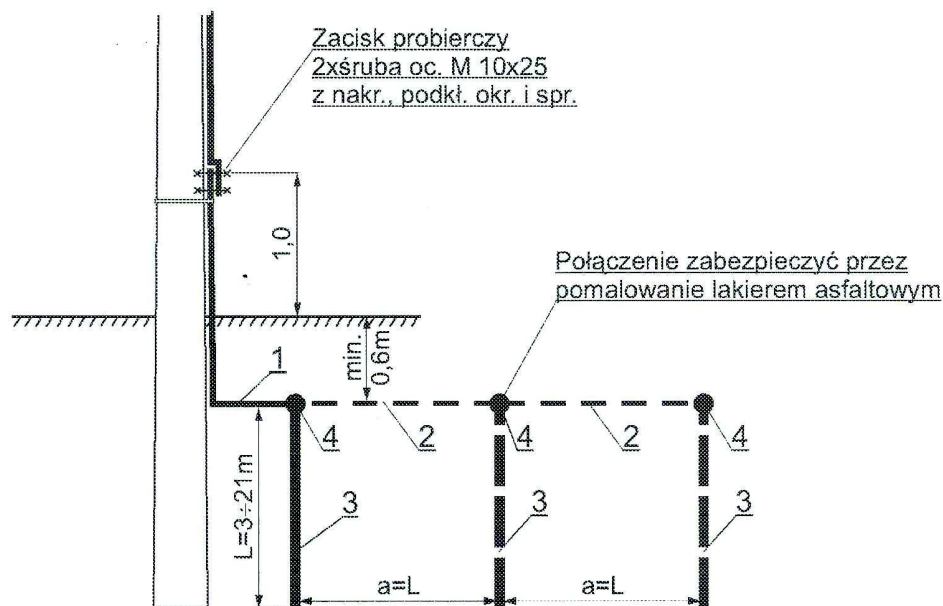 Zacisk probierczy
2xśruba oc. M 10x25
z nakr., podkł. okr. i spr.
1,0
Połączenie zabezpieczyć przez
pomalowanie lakierem asfaltowym
min.
0,6m
1
4
2
4
2
4
L=3÷21m
3
3
3
a=L
a=L